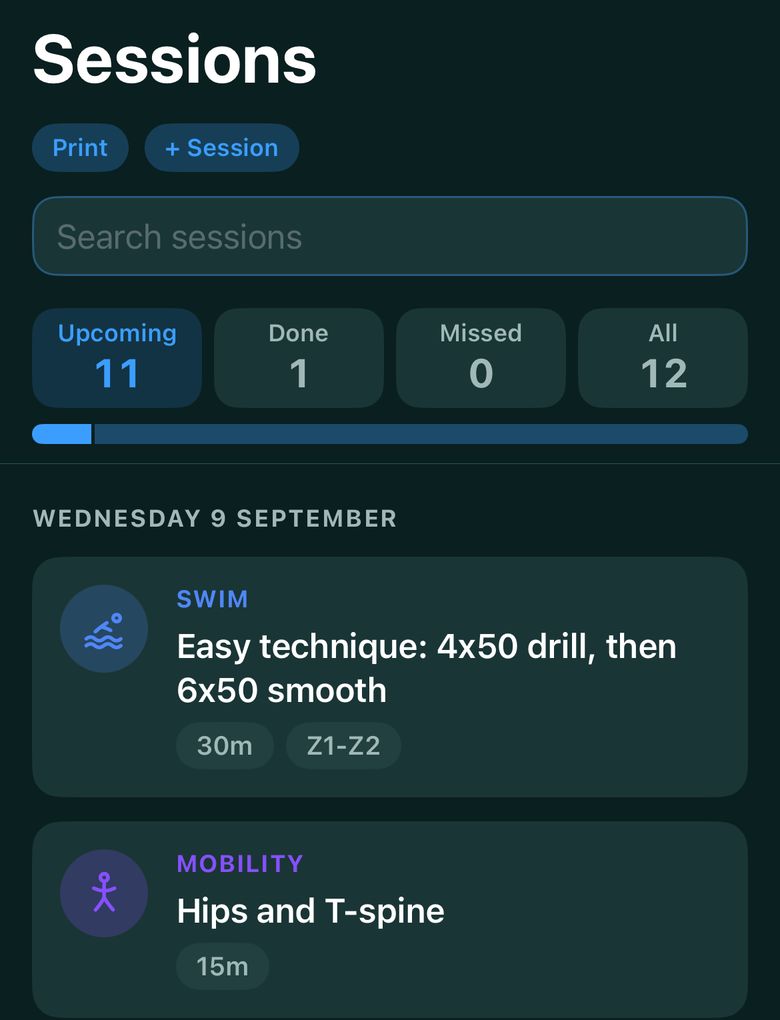 Sessions
Print
+ Session
Search sessions
Upcoming
11
Done
1
Missed
0
All
12
WEDNESDAY 9 SEPTEMBER
SWIM
Easy technique: 4x50 drill, then
6x50 smooth
30m
Z1-Z2
MOBILITY
Hips and T-spine
15m